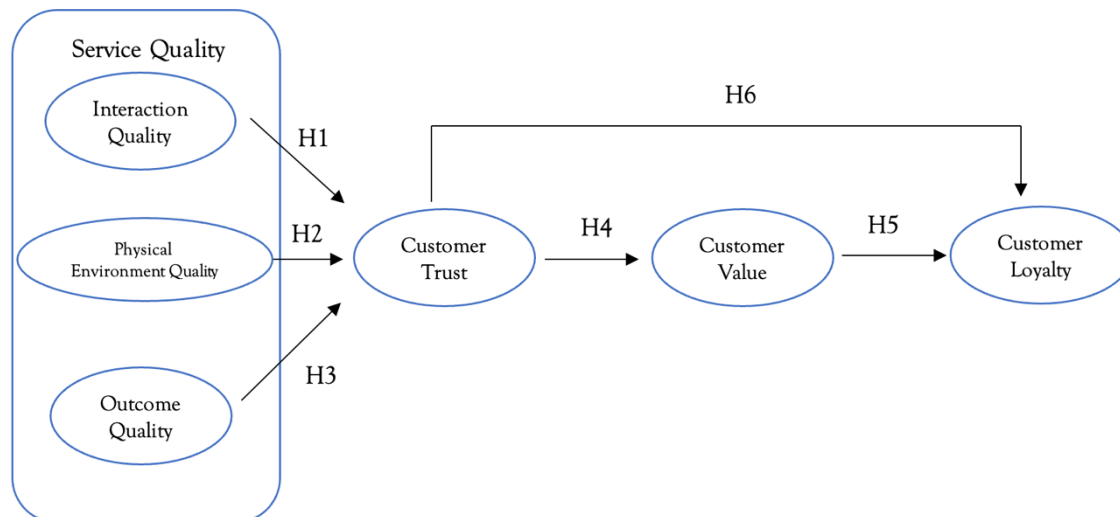 Service Quality
Interaction
Quality
H1
Physical
Environment Quality
H2
Outcome
Quality
H3
Customer
Trust
H4
Customer
Value
H5
H6
Customer
Loyalty